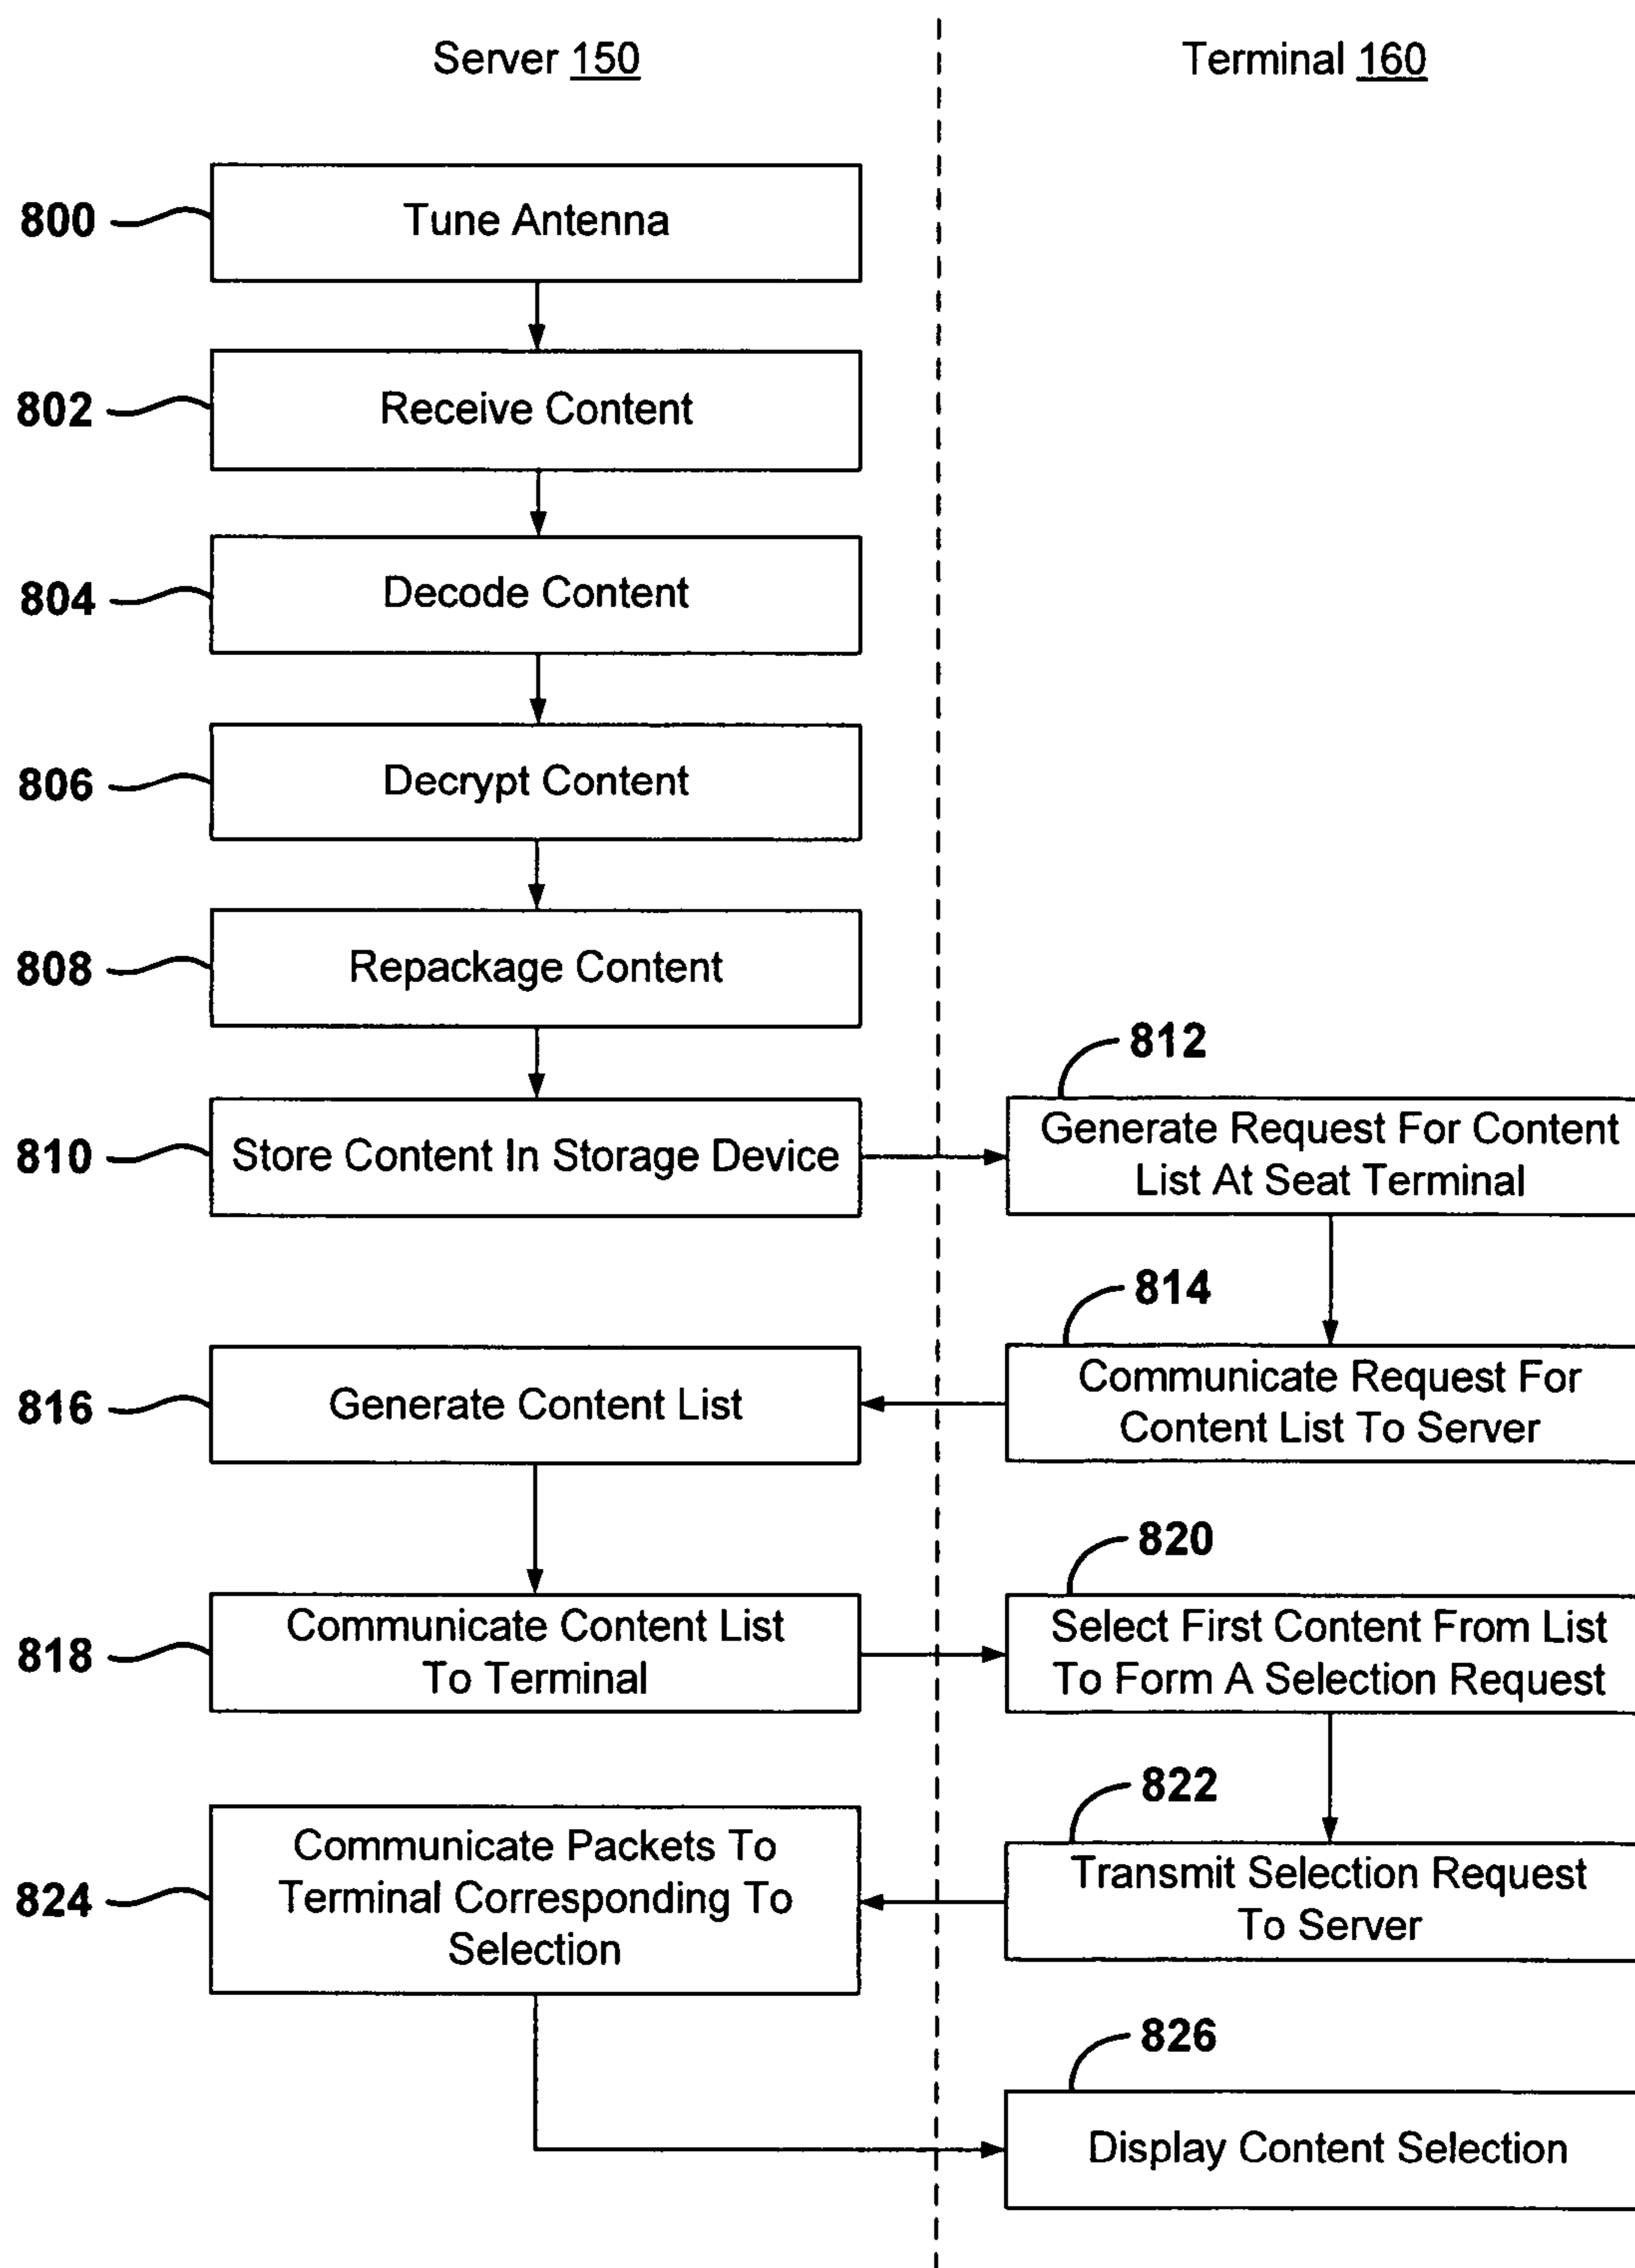 Server 150
Terminal 160
800
Tune Antenna
802
Receive Content
804
Decode Content
806
Decrypt Content
808
Repackage Content
810
Store Content In Storage Device
812
Generate Request For Content
List At Seat Terminal
814
Communicate Request For
Content List To Server
816
Generate Content List
818
Communicate Content List
To Terminal
820
Select First Content From List
To Form A Selection Request
822
Transmit Selection Request
To Server
824
Communicate Packets To
Terminal Corresponding To
Selection
826
Display Content Selection